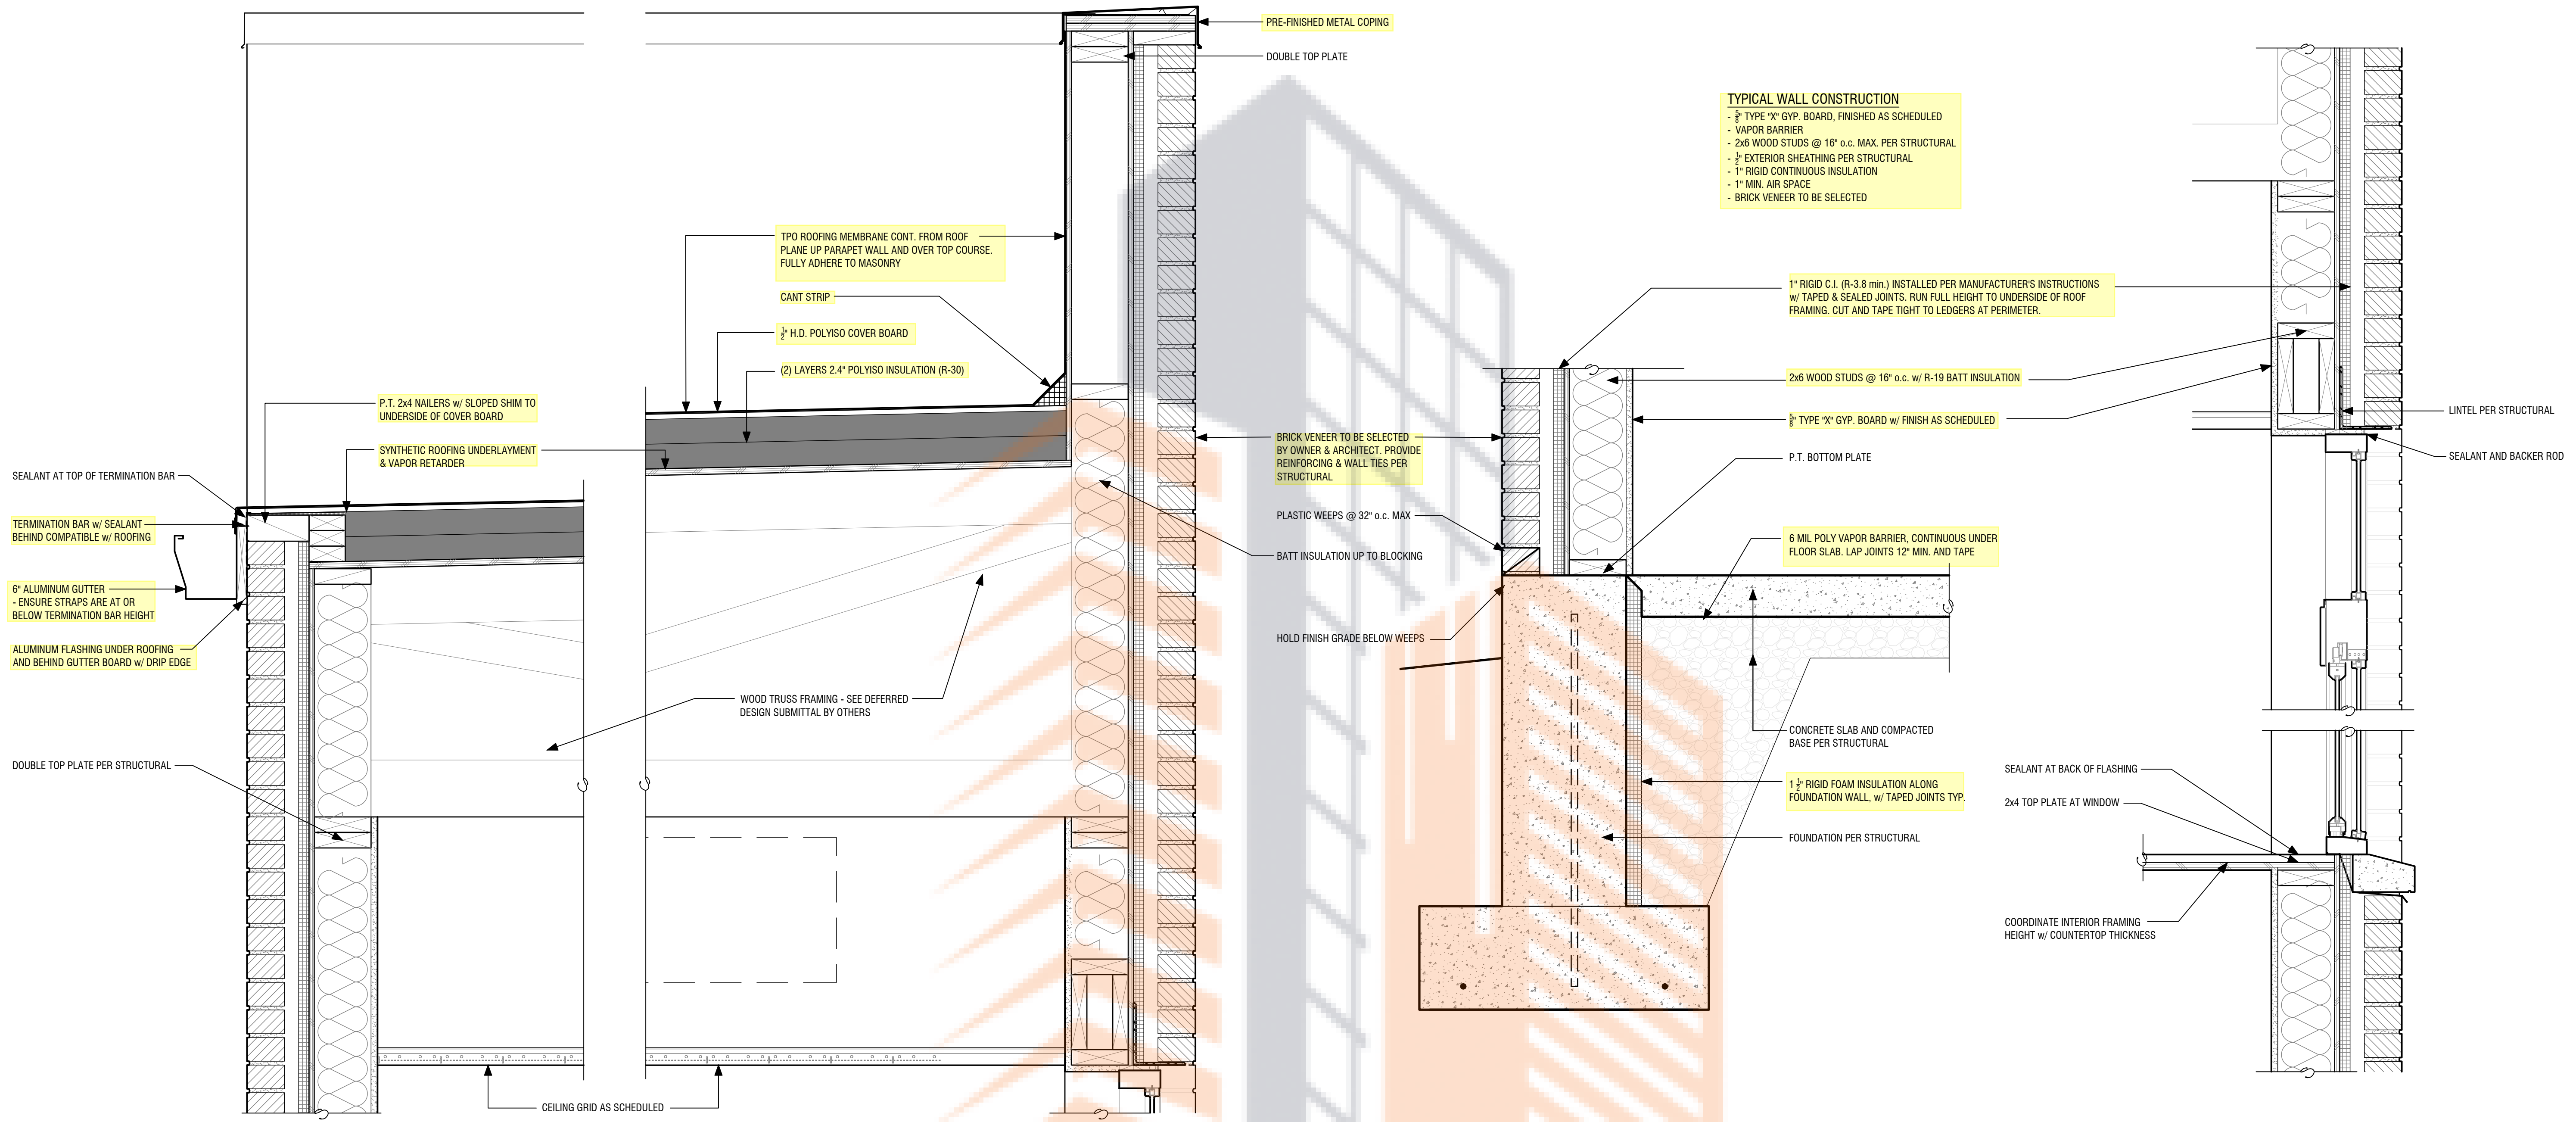 PRE-FINISHED METAL COPING
DOUBLE TOP PLATE
TYPICAL WALL CONSTRUCTION
- 5/8" TYPE "X" GYP. BOARD, FINISHED AS SCHEDULED
- VAPOR BARRIER
- 2x6 WOOD STUDS @ 16" o.c. MAX. PER STRUCTURAL
- 1/2" EXTERIOR SHEATHING PER STRUCTURAL
- 1" RIGID CONTINUOUS INSULATION
- 1" MIN. AIR SPACE
- BRICK VENEER TO BE SELECTED
TPO ROOFING MEMBRANE CONT. FROM ROOF
PLANE UP PARAPET WALL AND OVER TOP COURSE.
FULLY ADHERE TO MASONRY
CANT STRIP
1/2" H.D. POLYISO COVER BOARD
(2) LAYERS 2.4" POLYISO INSULATION (R-30)
P.T. 2x4 NAILERS w/ SLOPED SHIM TO
UNDERSIDE OF COVER BOARD
SYNTHETIC ROOFING UNDERLAYMENT
& VAPOR RETARDER
SEALANT AT TOP OF TERMINATION BAR
TERMINATION BAR w/ SEALANT
BEHIND COMPATIBLE w/ ROOFING
6" ALUMINUM GUTTER
- ENSURE STRAPS ARE AT OR
BELOW TERMINATION BAR HEIGHT
ALUMINUM FLASHING UNDER ROOFING
AND BEHIND GUTTER BOARD w/ DRIP EDGE
DOUBLE TOP PLATE PER STRUCTURAL
WOOD TRUSS FRAMING - SEE DEFERRED
DESIGN SUBMITTAL BY OTHERS
CEILING GRID AS SCHEDULED
BRICK VENEER TO BE SELECTED
BY OWNER & ARCHITECT. PROVIDE
REINFORCING & WALL TIES PER
STRUCTURAL
PLASTIC WEEPS @ 32" o.c. MAX
BATT INSULATION UP TO BLOCKING
HOLD FINISH GRADE BELOW WEEPS
1" RIGID C.I. (R-3.8 min.) INSTALLED PER MANUFACTURER'S INSTRUCTIONS
w/ TAPED & SEALED JOINTS. RUN FULL HEIGHT TO UNDERSIDE OF ROOF
FRAMING. CUT AND TAPE TIGHT TO LEDGERS AT PERIMETER.
2x6 WOOD STUDS @ 16" o.c. w/ R-19 BATT INSULATION
5/8" TYPE "X" GYP. BOARD w/ FINISH AS SCHEDULED
P.T. BOTTOM PLATE
6 MIL POLY VAPOR BARRIER, CONTINUOUS UNDER
FLOOR SLAB. LAP JOINTS 12" MIN. AND TAPE
CONCRETE SLAB AND COMPACTED
BASE PER STRUCTURAL
1 1/2" RIGID FOAM INSULATION ALONG
FOUNDATION WALL, w/ TAPED JOINTS TYP.
FOUNDATION PER STRUCTURAL
LINTEL PER STRUCTURAL
SEALANT AND BACKER ROD
SEALANT AT BACK OF FLASHING
2x4 TOP PLATE AT WINDOW
COORDINATE INTERIOR FRAMING
HEIGHT w/ COUNTERTOP THICKNESS